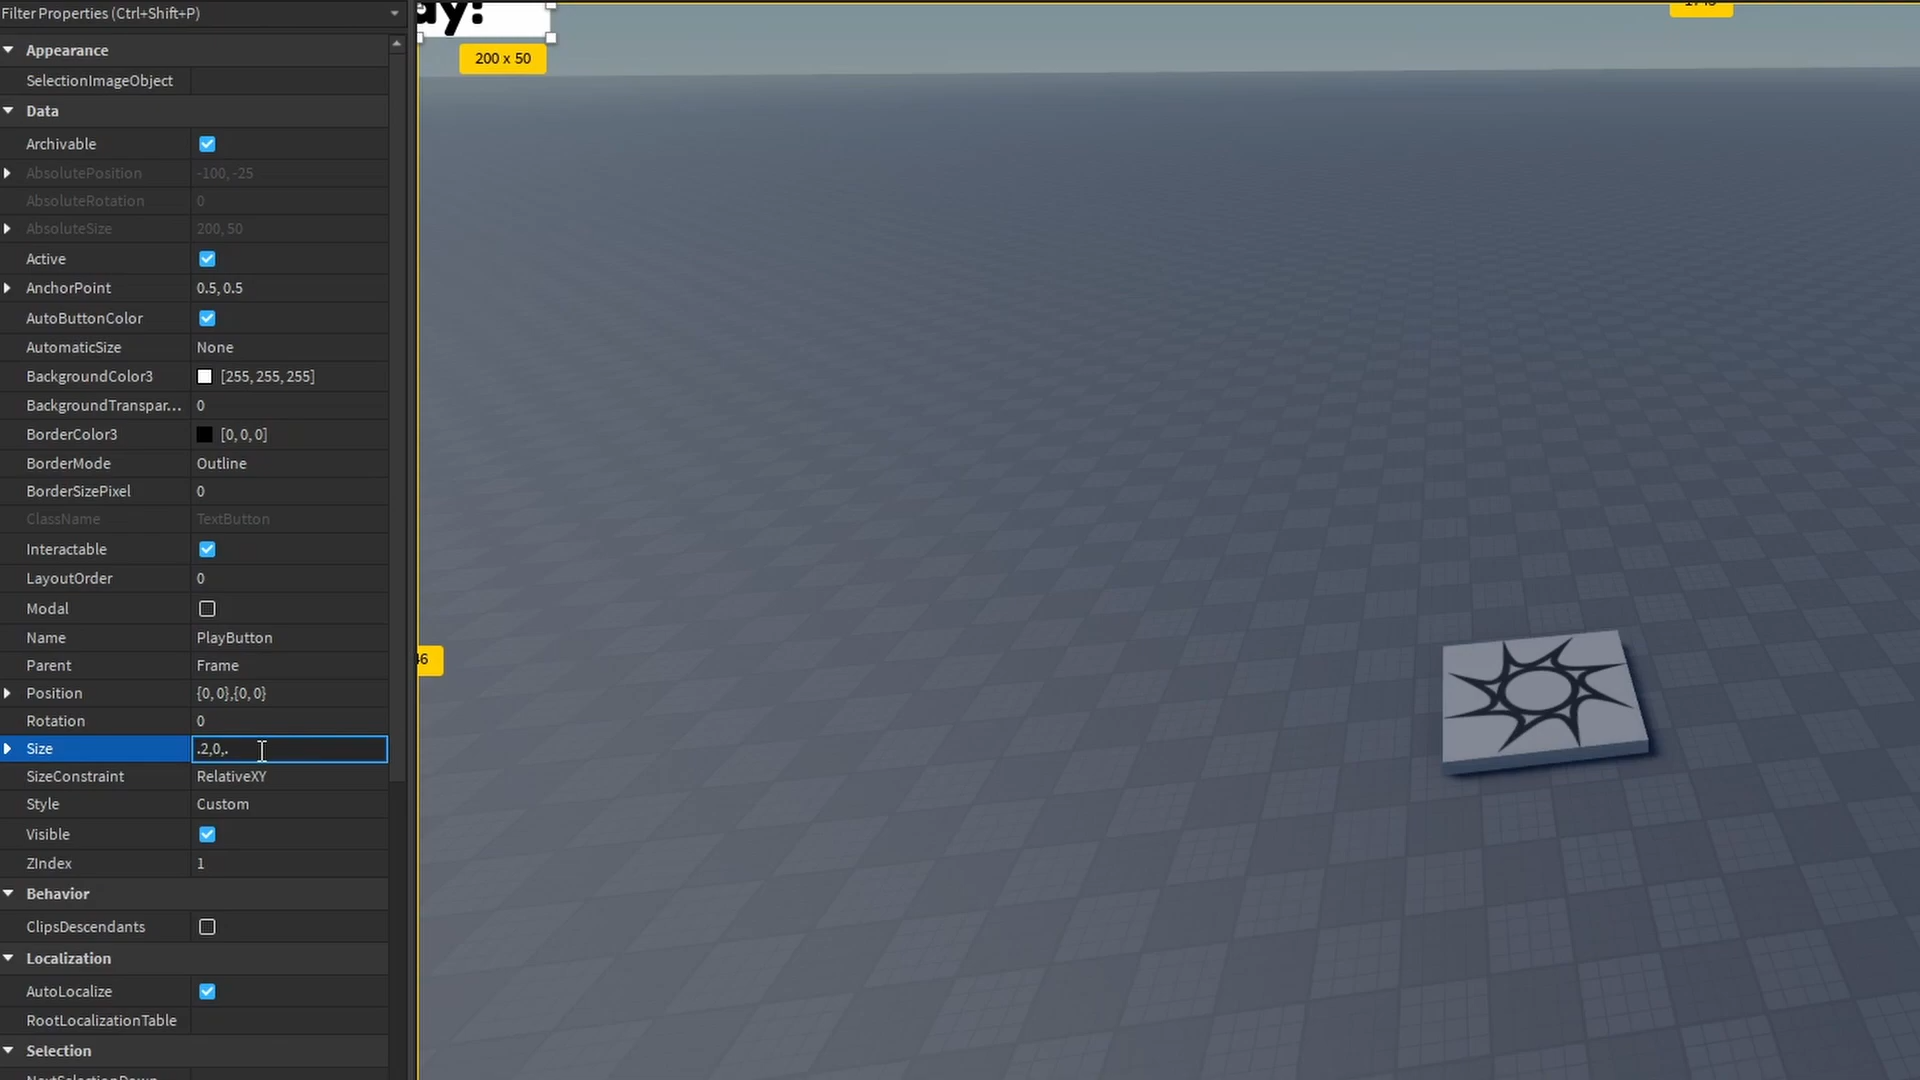 Filter Properties (Ctrl+Shift+P)
ay!
200 x 50
Appearance
SelectionImageObject
Data
Archivable
AbsolutePosition -100, -25
AbsoluteRotation 0
AbsoluteSize 200, 50
Active
AnchorPoint 0.5, 0.5
AutoButtonColor
AutomaticSize None
BackgroundColor3 [255, 255, 255]
BackgroundTranspar... 0
BorderColor3 [0, 0, 0]
BorderMode Outline
BorderSizePixel 0
ClassName TextButton
Interactable
LayoutOrder 0
Modal
Name PlayButton
Parent Frame
46
Position {0, 0},{0, 0}
Rotation 0
Size .2,0,.
SizeConstraint RelativeXY
Style Custom
Visible
ZIndex 1
Behavior
ClipsDescendants
Localization
AutoLocalize
RootLocalizationTable
Selection
NextSelectionDown